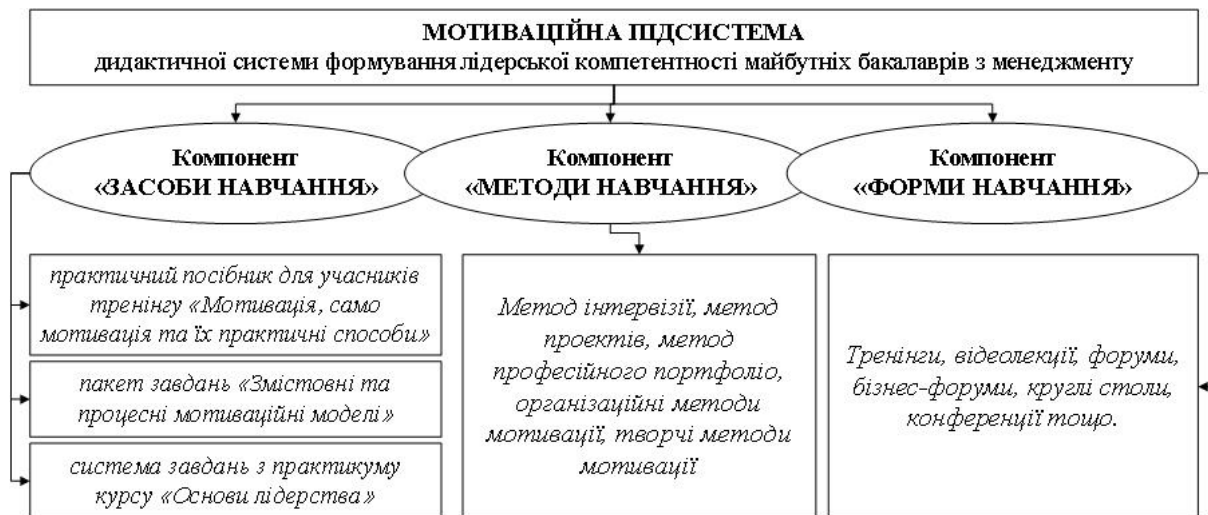 МОТИВАЦІЙНА ПІДСИСТЕМА
дидактичної системи формування лідерської компетентності майбутніх бакалаврів з менеджменту
Компонент
«ЗАСОБИ НАВЧАННЯ»
Компонент
«МЕТОДИ НАВЧАННЯ»
Компонент
«ФОРМИ НАВЧАННЯ»
практичний посібник для учасників
тренінгу «Мотивація, само
мотивація та їх практичні способи»
пакет завдань «Змістовні та
процесні мотиваційні моделі»
система завдань з практикуму
курсу «Основи лідерства»
Метод інтервізії, метод
проектів, метод
професійного портфоліо,
організаційні методи
мотивації, творчі методи
мотивації
Тренінги, відеолекції, форуми,
бізнес-форуми, круглі столи,
конференції тощо.